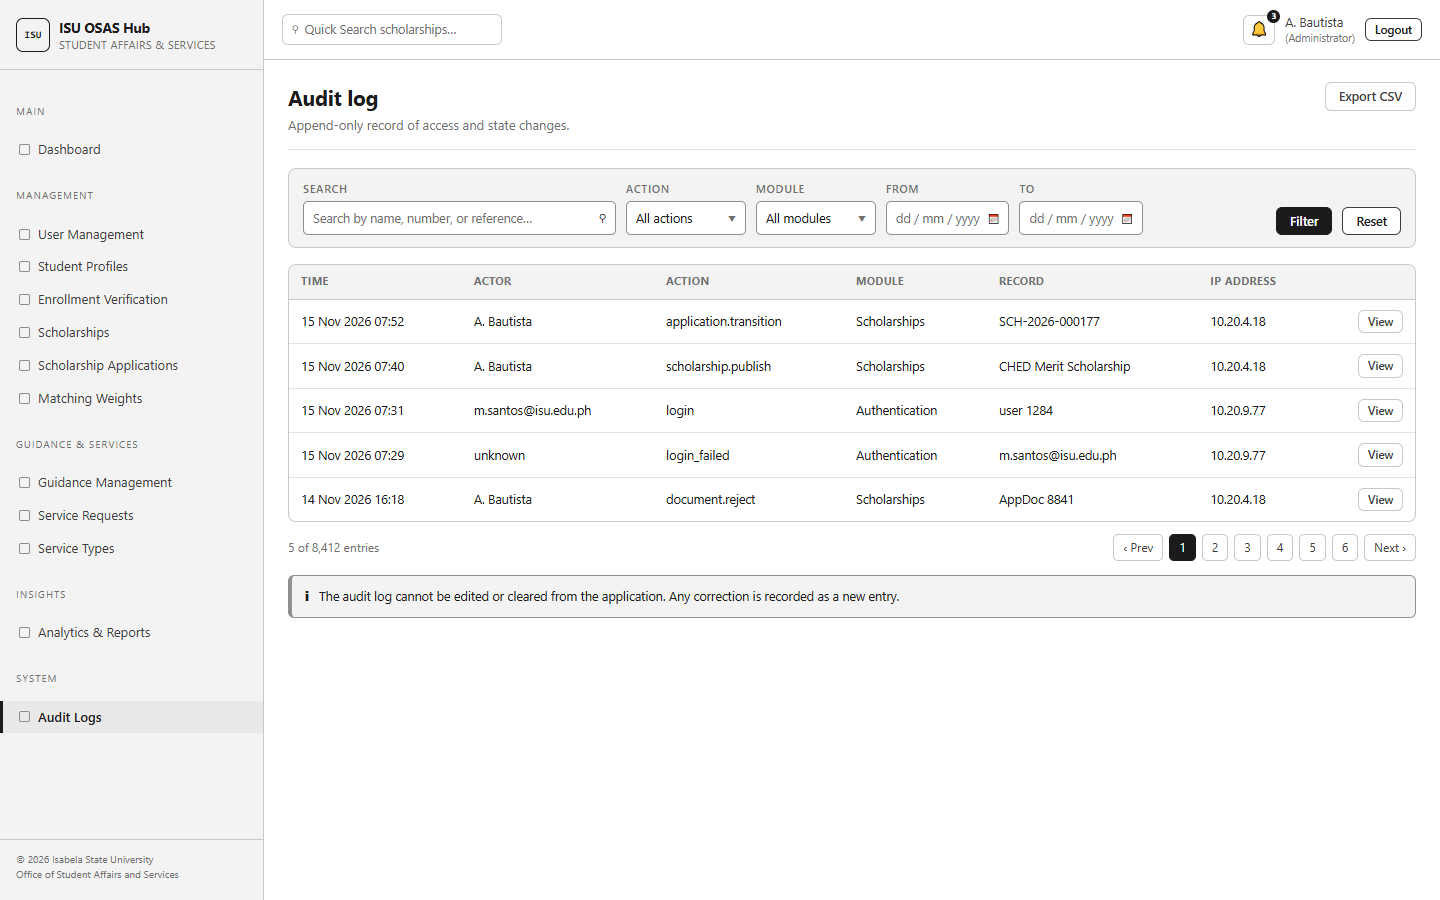 ISU
ISU OSAS Hub
STUDENT AFFAIRS & SERVICES
MAIN
Dashboard
MANAGEMENT
User Management
Student Profiles
Enrollment Verification
Scholarships
Scholarship Applications
Matching Weights
GUIDANCE & SERVICES
Guidance Management
Service Requests
Service Types
INSIGHTS
Analytics & Reports
SYSTEM
Audit Logs
© 2026 Isabela State University
Office of Student Affairs and Services
Quick Search scholarships...
3
A. Bautista
(Administrator)
Logout
Audit log
Append-only record of access and state changes.
Export CSV
SEARCH ACTION MODULE FROM TO
Search by name, number, or reference... All actions All modules dd / mm / yyyy dd / mm / yyyy Filter Reset
TIME ACTOR ACTION MODULE RECORD IP ADDRESS
15 Nov 2026 07:52 A. Bautista application.transition Scholarships SCH-2026-000177 10.20.4.18 View
15 Nov 2026 07:40 A. Bautista scholarship.publish Scholarships CHED Merit Scholarship 10.20.4.18 View
15 Nov 2026 07:31 m.santos@isu.edu.ph login Authentication user 1284 10.20.9.77 View
15 Nov 2026 07:29 unknown login_failed Authentication m.santos@isu.edu.ph 10.20.9.77 View
14 Nov 2026 16:18 A. Bautista document.reject Scholarships AppDoc 8841 10.20.4.18 View
5 of 8,412 entries ‹ Prev 1 2 3 4 5 6 Next ›
i The audit log cannot be edited or cleared from the application. Any correction is recorded as a new entry.